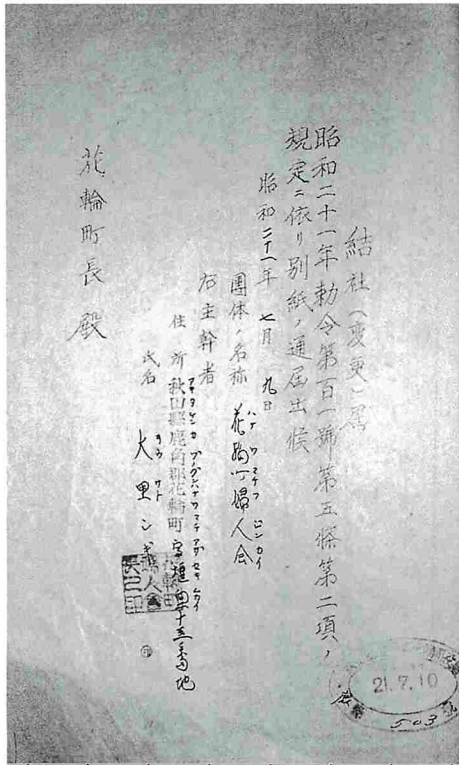 結社(変更)届
昭和二十一年勅令第百一號第五條第二項ノ
規定ニ依リ別紙ノ通届出候
昭和二十一年 七月 九日
團体ノ名称 花輪町婦人会
右主幹者
住所 秋田縣鹿角郡花輪町
氏名 大里
花輪町長 殿
21.7.10
503